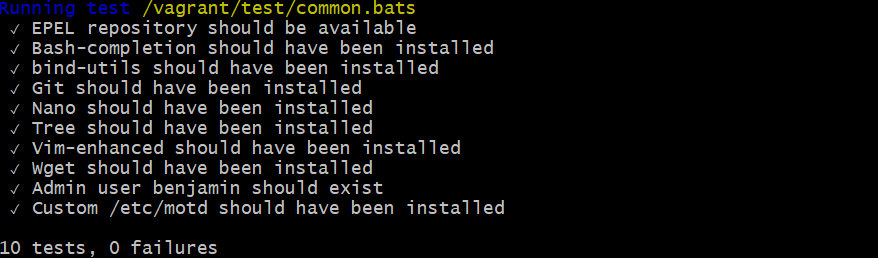 Running test /vagrant/test/common.bats
✓ EPEL repository should be available
✓ Bash-completion should have been installed
✓ bind-utils should have been installed
✓ Git should have been installed
✓ Nano should have been installed
✓ Tree should have been installed
✓ Vim-enhanced should have been installed
✓ Wget should have been installed
✓ Admin user benjamin should exist
✓ Custom /etc/motd should have been installed
10 tests, 0 failures